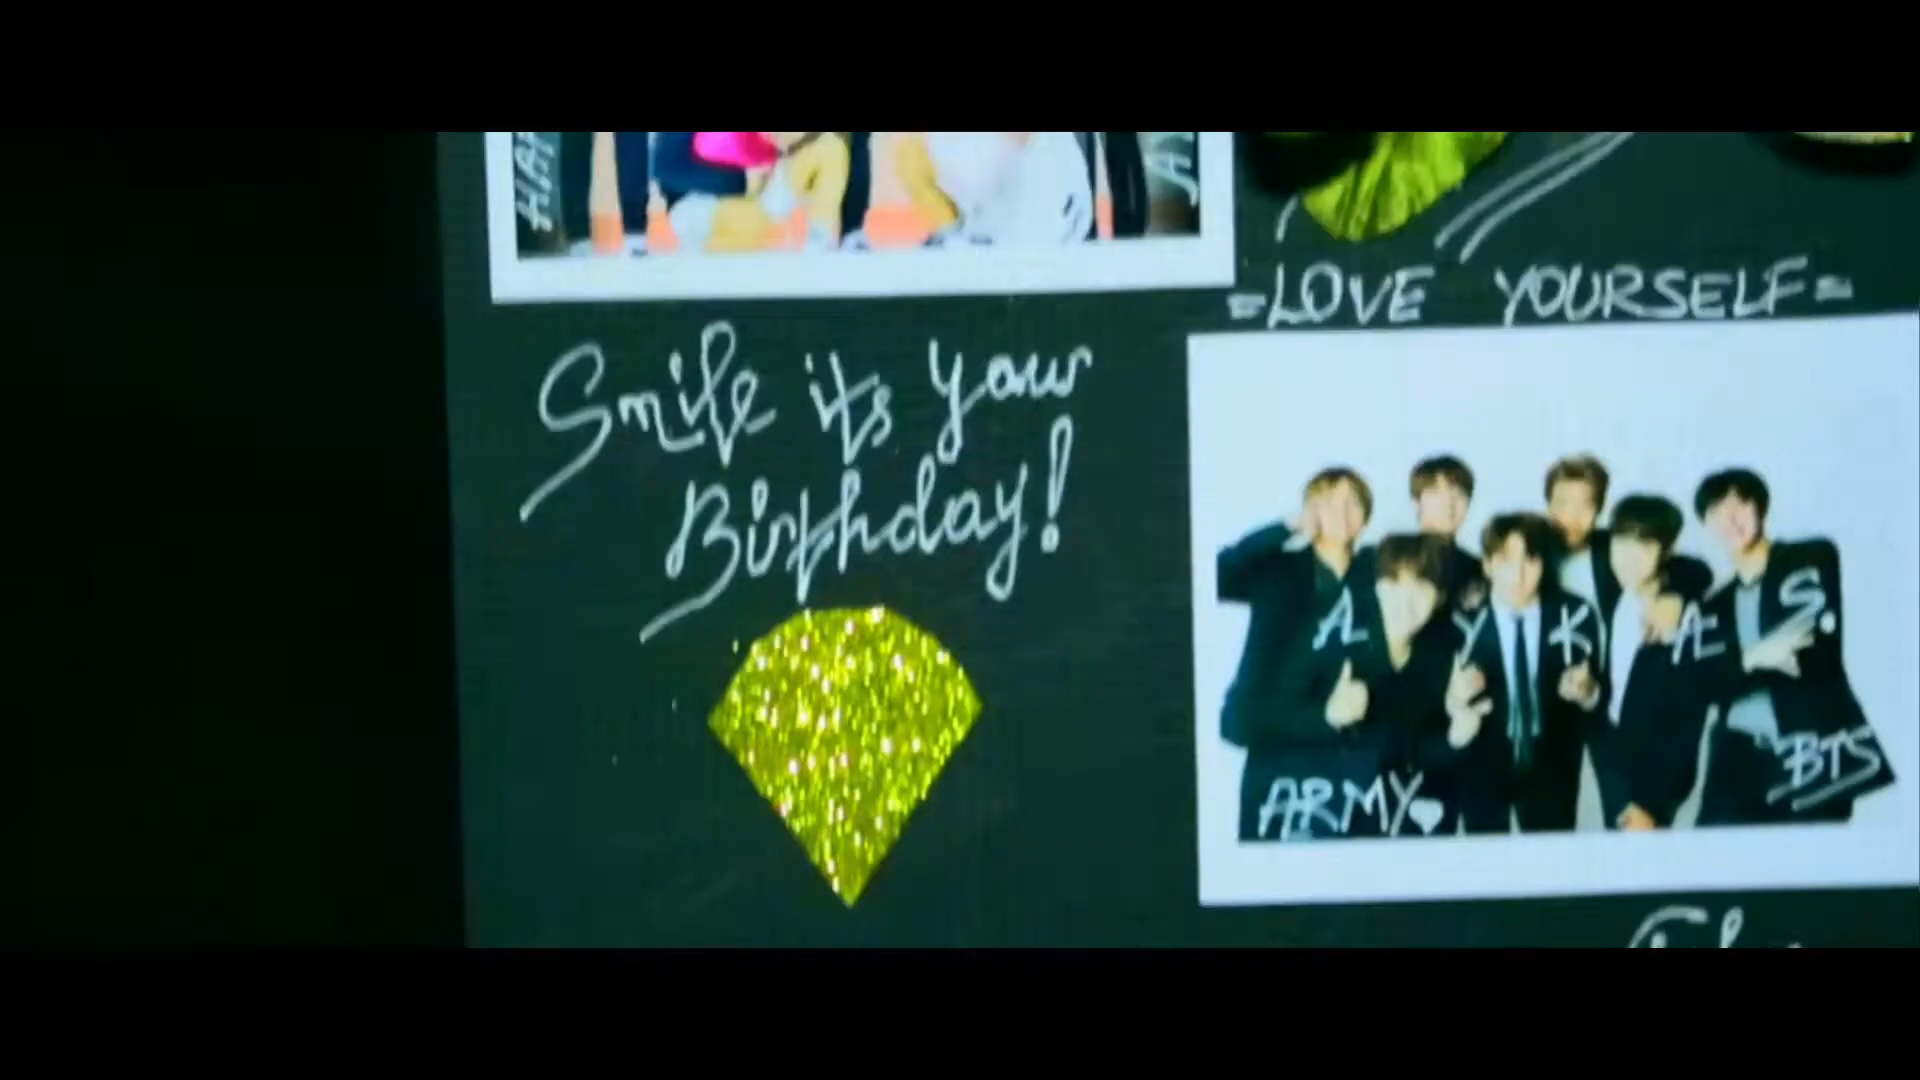 =LOVE YOURSELF=
Smile its your
Birthday!
A Y K A S.
BTS
ARMY